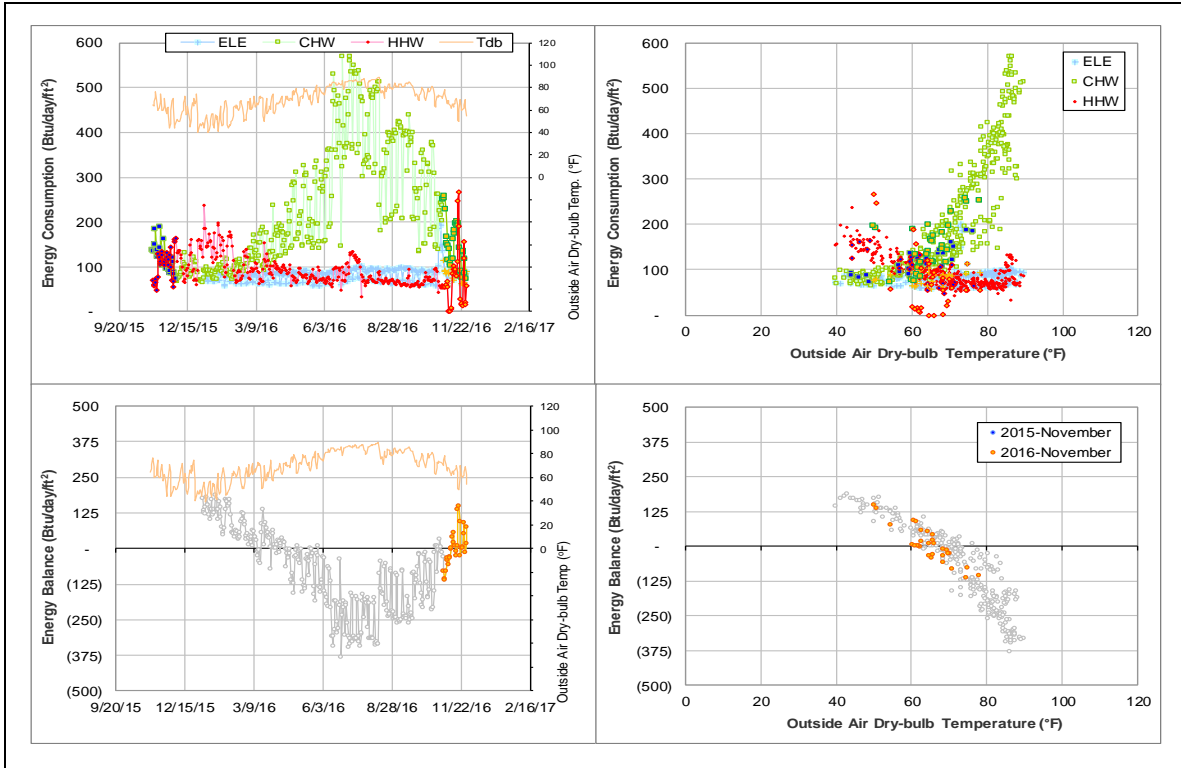 ELE CHW HHW Tdb
Energy Consumption (Btu/day/ft²)
600
500
400
300
200
100
-
120
100
80
60
40
20
0
Outside Air Dry-bulb Temp. (°F)
9/20/15 12/15/15 3/9/16 6/3/16 8/28/16 11/22/16 2/16/17
Energy Consumption (Btu/day/ft²)
600
500
400
300
200
100
-
ELE
CHW
HHW
0 20 40 60 80 100 120
Outside Air Dry-bulb Temperature (°F)
Energy Balance (Btu/day/ft²)
500
375
250
125
-
(125)
(250)
(375)
(500)
120
100
80
60
40
20
0
Outside Air Dry-bulb Temp (°F)
9/20/15 12/15/15 3/9/16 6/3/16 8/28/16 11/22/16 2/16/17
Energy Balance (Btu/day/ft²)
500
375
250
125
-
(125)
(250)
(375)
(500)
2015-November
2016-November
0 20 40 60 80 100 120
Outside Air Dry-bulb Temperature (°F)